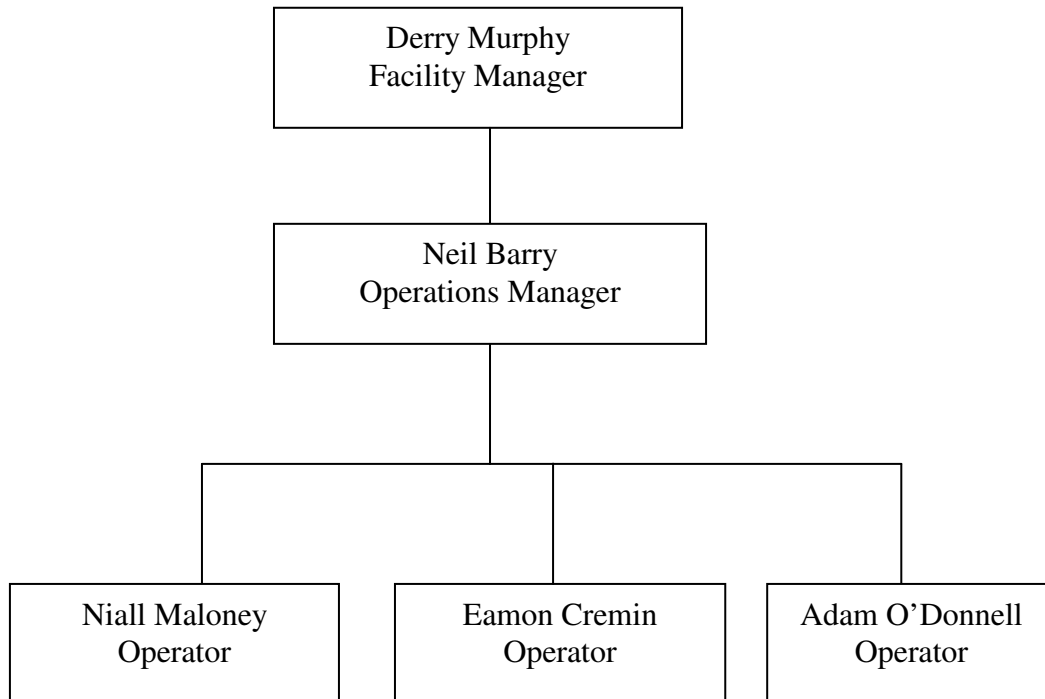 Derry Murphy
Facility Manager
Neil Barry
Operations Manager
Niall Maloney
Operator
Eamon Cremin
Operator
Adam O’Donnell
Operator